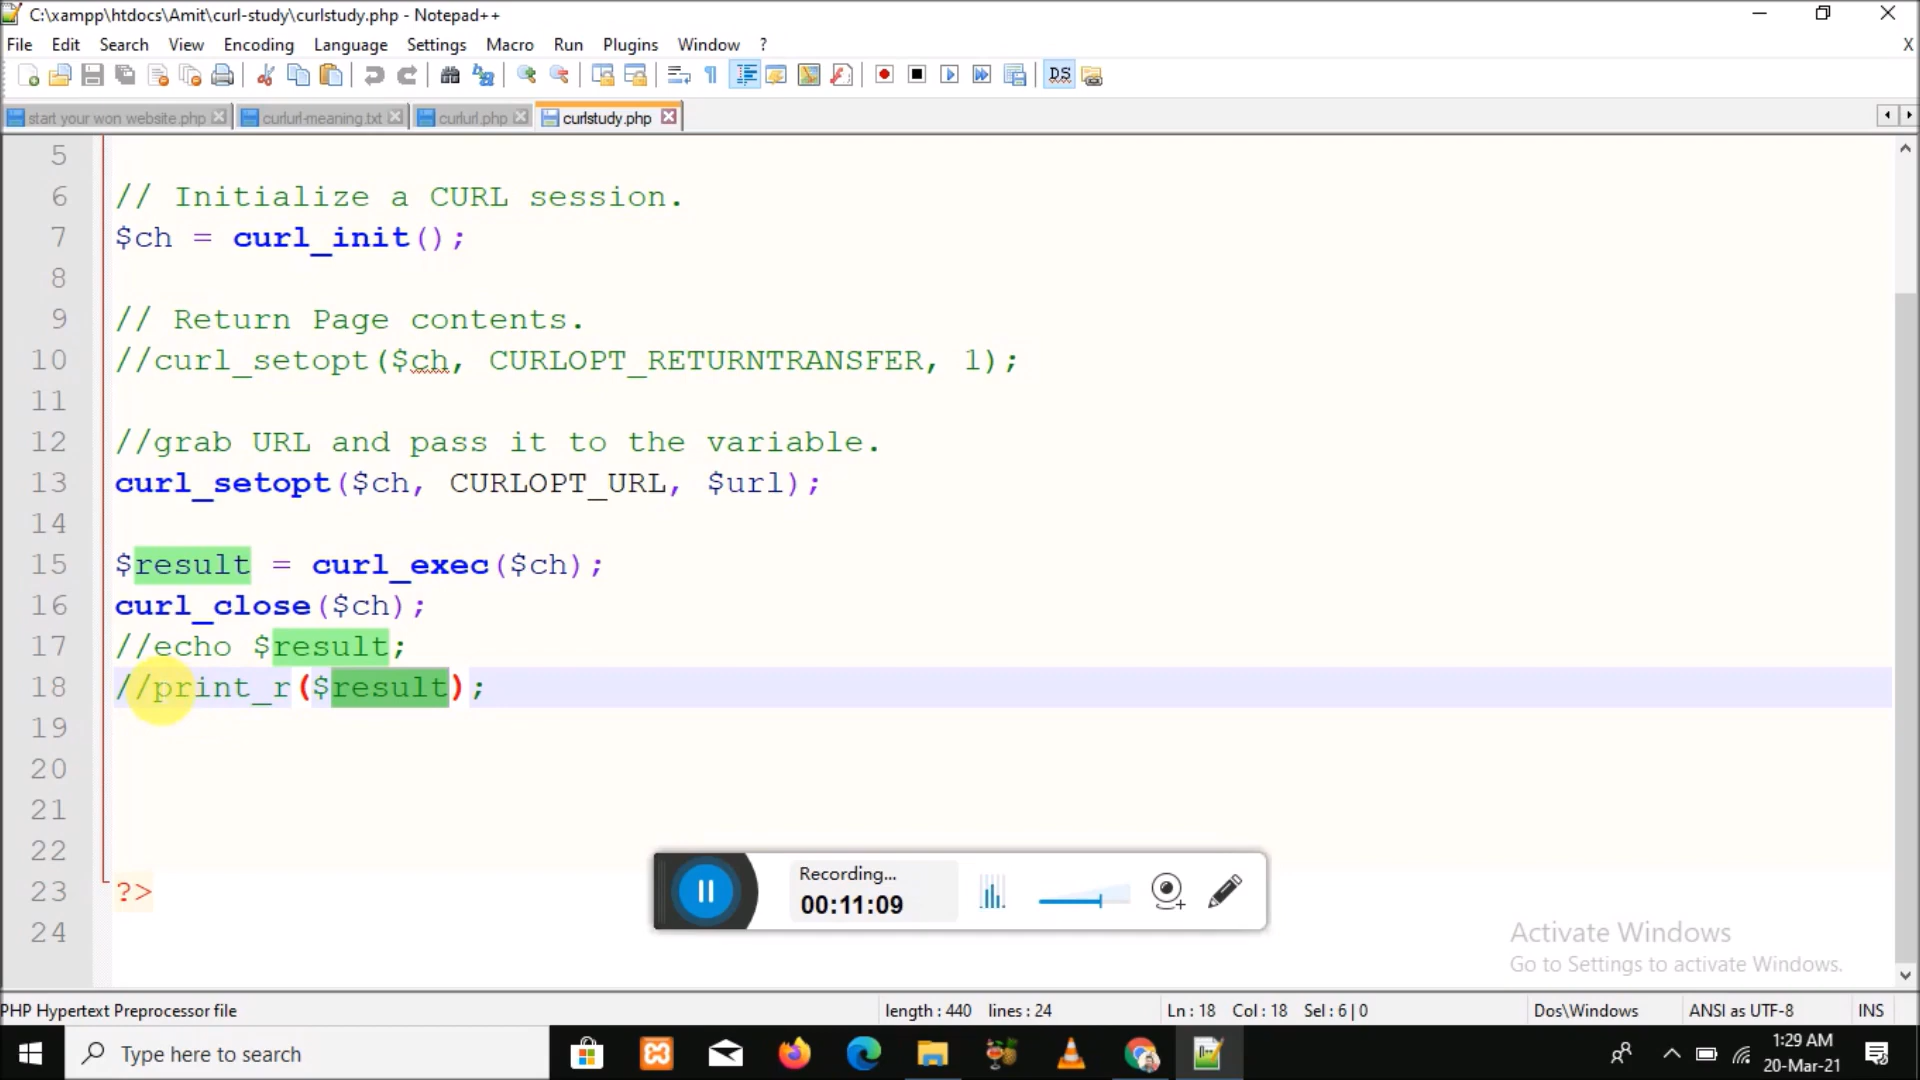 C:\xampp\htdocs\Amit\curl-study\curlstudy.php - Notepad++
File Edit Search View Encoding Language Settings Macro Run Plugins Window ? X
start your won website.php curlurl-meaning.txt curlurl.php curlstudy.php
5
6 // Initialize a CURL session.
7 $ch = curl_init();
8
9 // Return Page contents.
10 //curl_setopt($ch, CURLOPT_RETURNTRANSFER, 1);
11
12 //grab URL and pass it to the variable.
13 curl_setopt($ch, CURLOPT_URL, $url);
14
15 $result = curl_exec($ch);
16 curl_close($ch);
17 //echo $result;
18 //print_r($result);
19
20
21
22
23 ?>
24
Recording...
00:11:09
Activate Windows
Go to Settings to activate Windows.
PHP Hypertext Preprocessor file length : 440 lines : 24 Ln : 18 Col : 18 Sel : 6 | 0 Dos\Windows ANSI as UTF-8 INS
Type here to search
1:29 AM
20-Mar-21